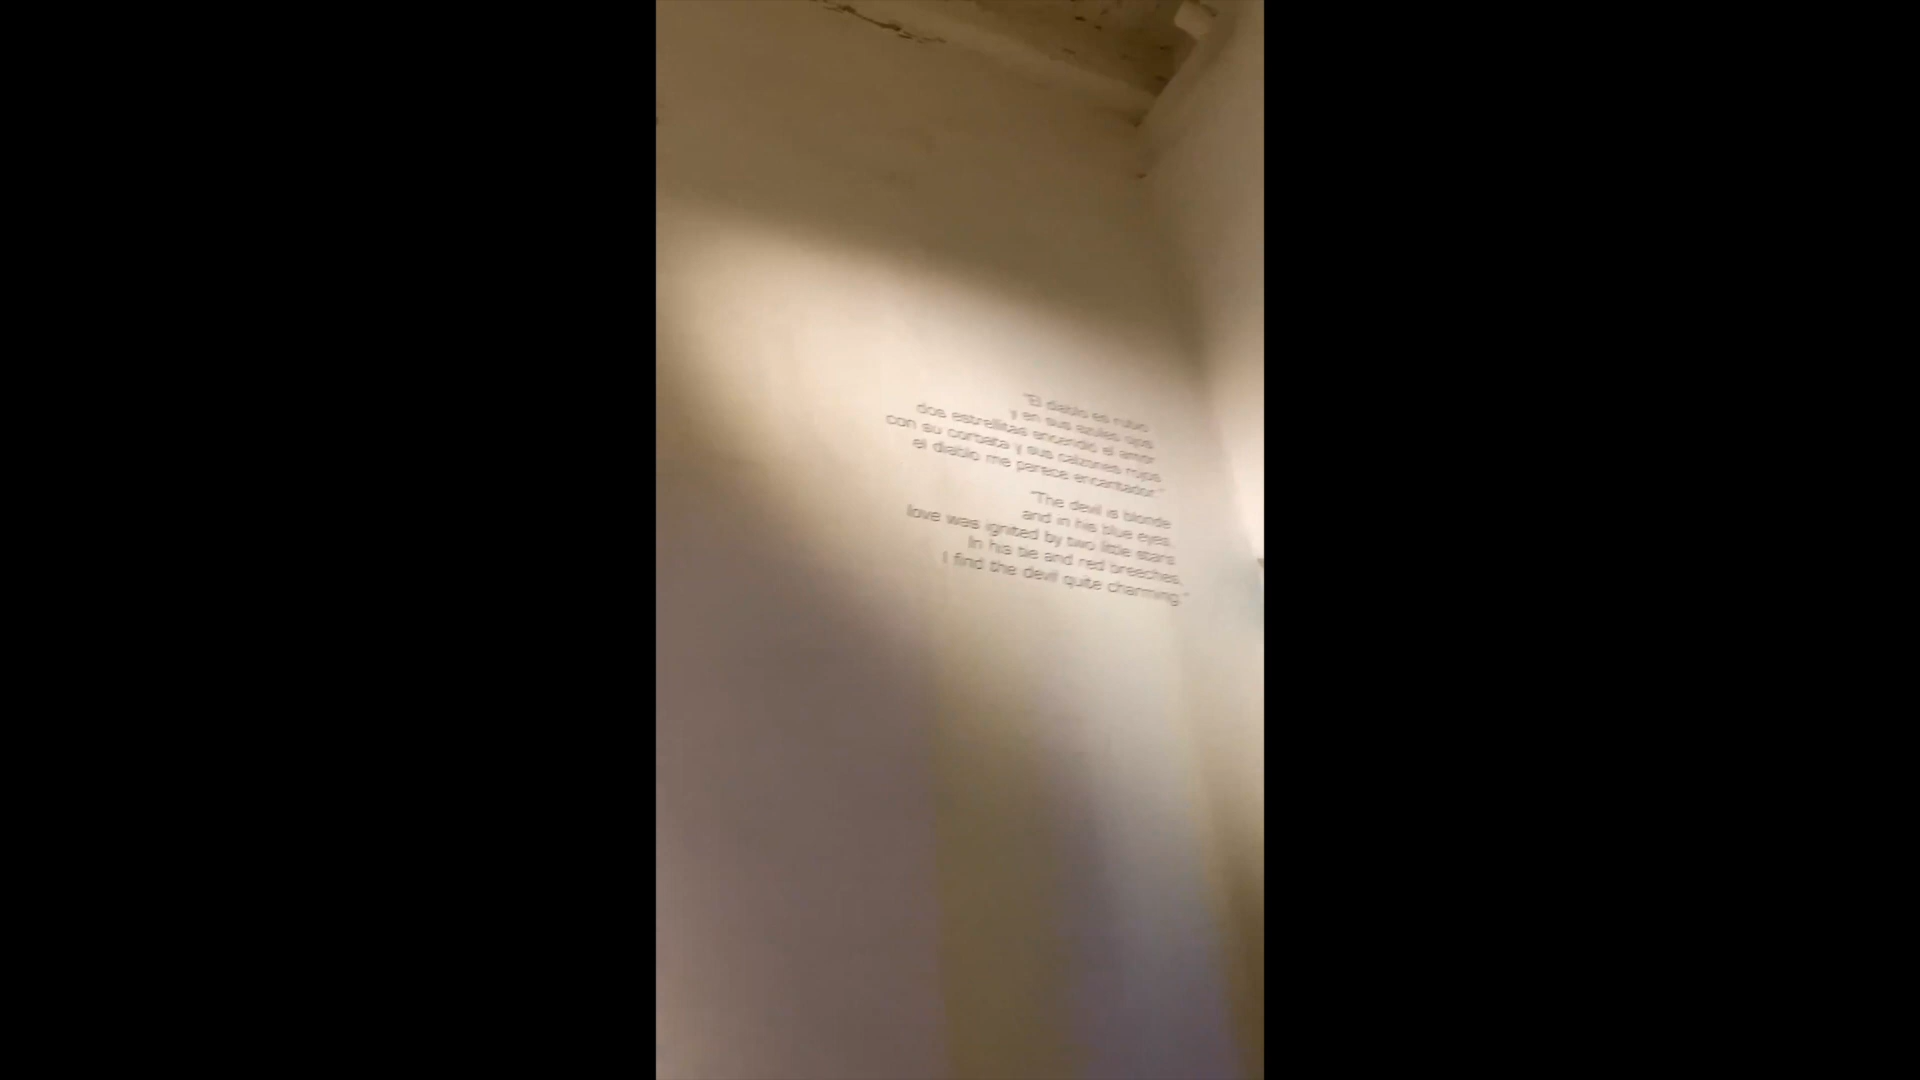 "El diablo es rubio
y en sus azules ojos
dos estrellitas encendió el amor
con su corbata y sus calzones rojos
el diablo me parece encantador."
"The devil is blonde
and in his blue eyes,
love was ignited by two little stars
In his tie and red breeches,
I find the devil quite charming."